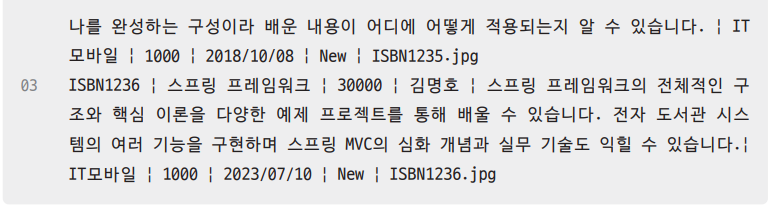 나를 완성하는 구성이라 배운 내용이 어디에 어떻게 적용되는지 알 수 있습니다. ¦ IT
모바일 ¦ 1000 ¦ 2018/10/08 ¦ New ¦ ISBN1235.jpg
03 ISBN1236 ¦ 스프링 프레임워크 ¦ 30000 ¦ 김명호 ¦ 스프링 프레임워크의 전체적인 구
조와 핵심 이론을 다양한 예제 프로젝트를 통해 배울 수 있습니다. 전자 도서관 시스
템의 여러 기능을 구현하며 스프링 MVC의 심화 개념과 실무 기술도 익힐 수 있습니다.¦
IT모바일 ¦ 1000 ¦ 2023/07/10 ¦ New ¦ ISBN1236.jpg